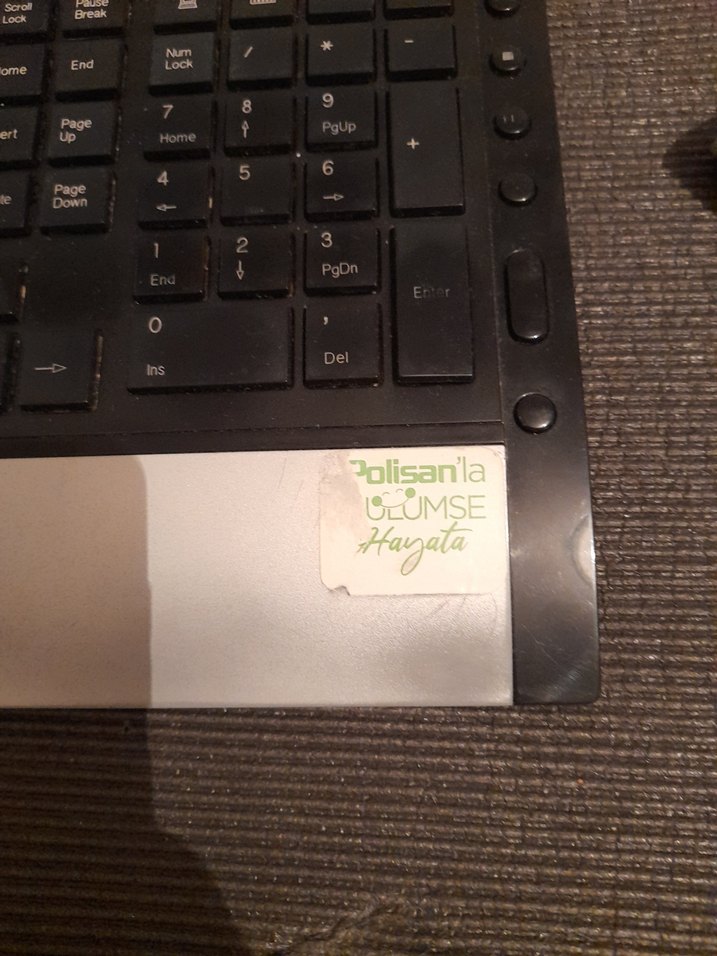 Scroll Lock
Pause Break
Home
End
Num Lock
/
*
-
Page Up
7 Home
8 ↑
9 PgUp
+
Page Down
4 ←
5
6 →
1 End
2 ↓
3 PgDn
Enter
→
0 Ins
, Del
Polisan'la
ULUMSE
Hayata